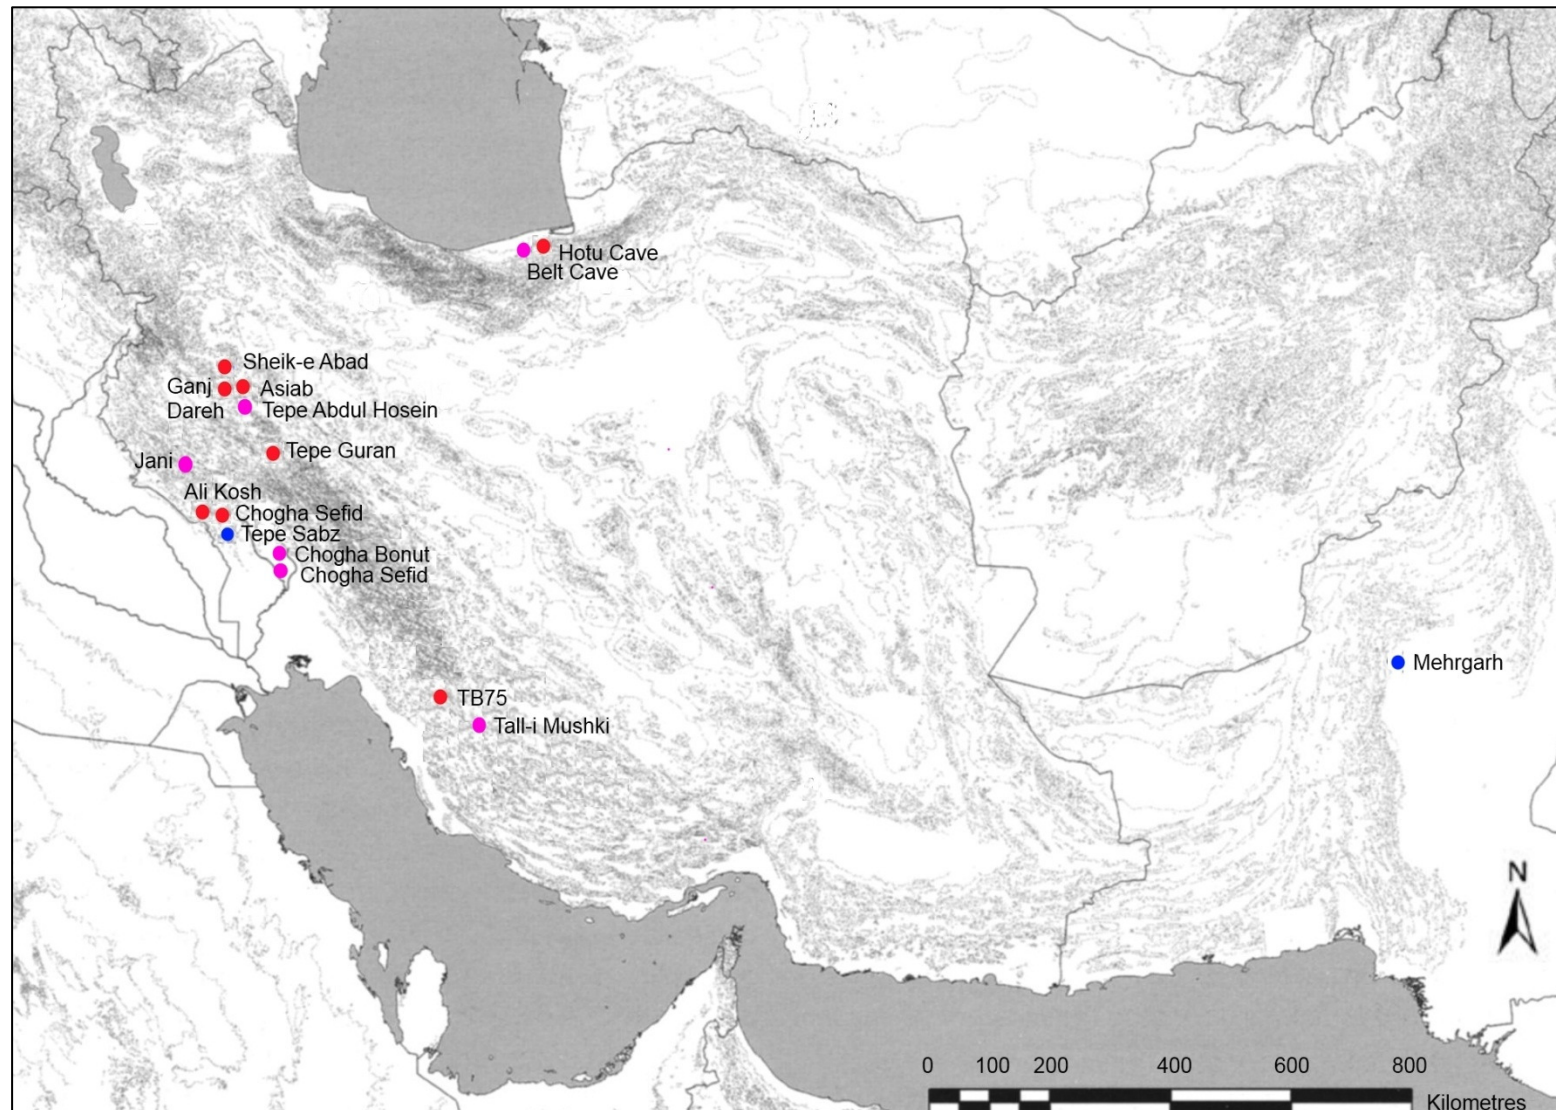 Hotu Cave
Belt Cave
Sheik-e Abad
Ganj
Dareh
Asiab
Tepe Abdul Hosein
Tepe Guran
Jani
Ali Kosh
Chogha Sefid
Tepe Sabz
Chogha Bonut
Chogha Sefid
Mehrgarh
TB75
Tall-i Mushki
N
0 100 200 400 600 800
Kilometres